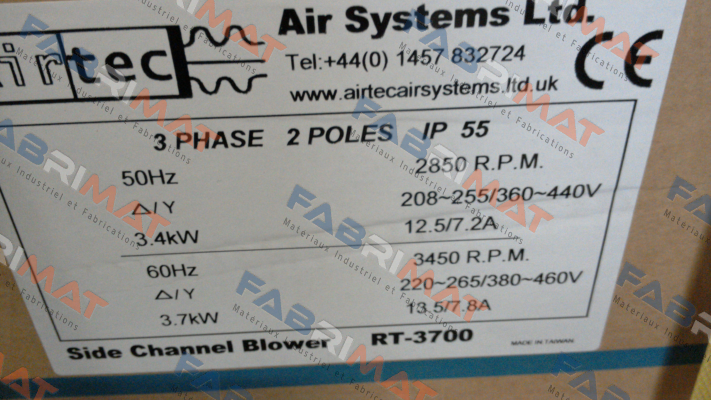 airtec
Air Systems Ltd.
Tel:+44(0) 1457 832724
www.airtecairsystems.ltd.uk
CE
3 PHASE 2 POLES IP 55
50Hz 2850 R.P.M.
△/Y 208~255/360~440V
3.4kW 12.5/7.2A
60Hz 3450 R.P.M.
△/Y 220~265/380~460V
3.7kW 13.5/7.8A
Side Channel Blower RT-3700
MADE IN TAIWAN
FABRIMAT
Materiaux Industriel et Fabrications